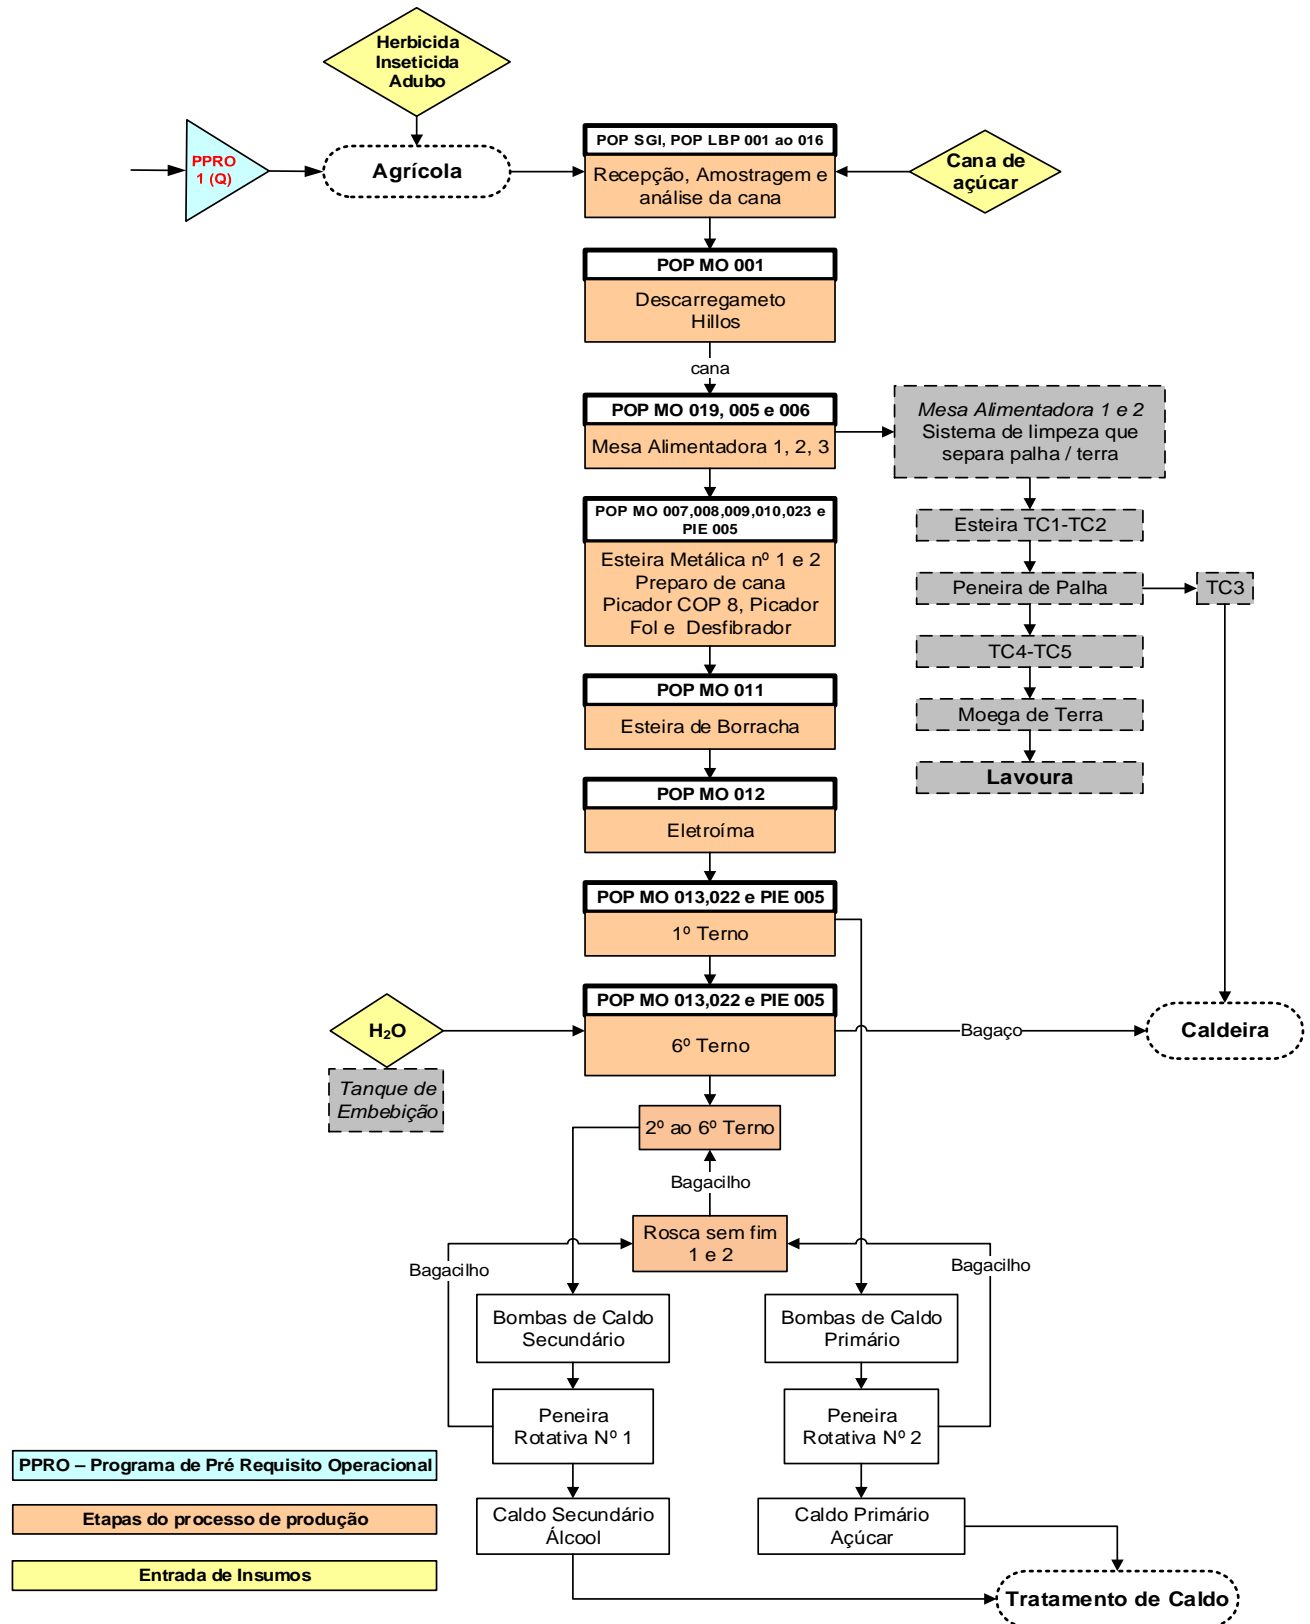 Herbicida
Inseticida
Adubo
PPRO
1 (Q)
Agrícola
POP SGI, POP LBP 001 ao 016
Recepção, Amostragem e
análise da cana
Cana de
açúcar
POP MO 001
Descarregameto
Hillos
cana
POP MO 019, 005 e 006
Mesa Alimentadora 1, 2, 3
Mesa Alimentadora 1 e 2
Sistema de limpeza que
separa palha / terra
POP MO 007,008,009,010,023 e
PIE 005
Esteira Metálica nº 1 e 2
Preparo de cana
Picador COP 8, Picador
Fol e Desfibrador
Esteira TC1-TC2
Peneira de Palha
TC3
TC4-TC5
Moega de Terra
Lavoura
POP MO 011
Esteira de Borracha
POP MO 012
Eletroíma
POP MO 013,022 e PIE 005
1º Terno
POP MO 013,022 e PIE 005
6º Terno
H₂O
Tanque de
Embebição
Bagaço
Caldeira
2º ao 6º Terno
Bagacilho
Rosca sem fim
1 e 2
Bagacilho
Bagacilho
Bombas de Caldo
Secundário
Bombas de Caldo
Primário
Peneira
Rotativa Nº 1
Peneira
Rotativa Nº 2
Caldo Secundário
Álcool
Caldo Primário
Açúcar
Tratamento de Caldo
PPRO – Programa de Pré Requisito Operacional
Etapas do processo de produção
Entrada de Insumos